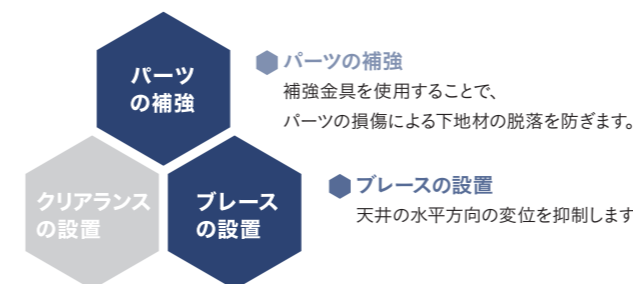 パーツ
の補強
パーツの補強
補強金具を使用することで、
パーツの損傷による下地材の脱落を防ぎます。
クリアランス
の設置
ブレース
の設置
ブレースの設置
天井の水平方向の変位を抑制します